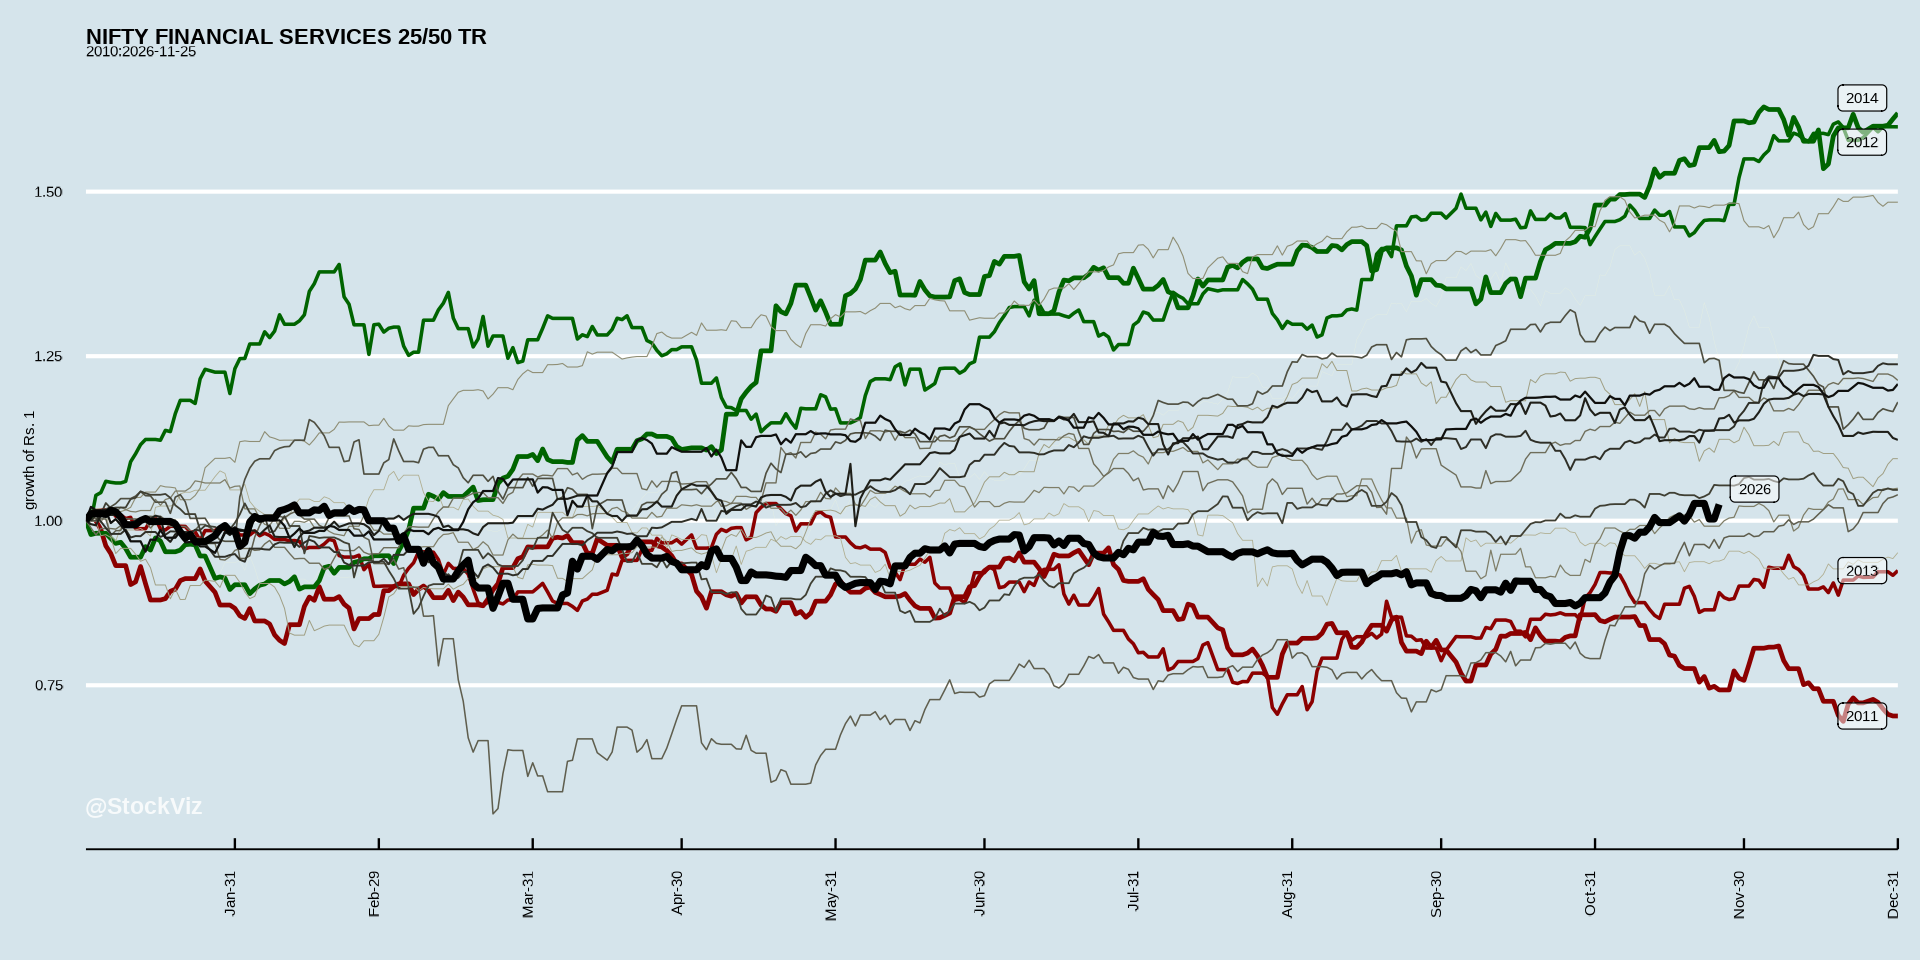 NIFTY FINANCIAL SERVICES 25/50 TR
2010:2026-11-25
growth of Rs. 1
1.50
1.25
1.00
0.75
2014
2012
2026
2013
2011
@StockViz
Jan-31
Feb-29
Mar-31
Apr-30
May-31
Jun-30
Jul-31
Aug-31
Sep-30
Oct-31
Nov-30
Dec-31